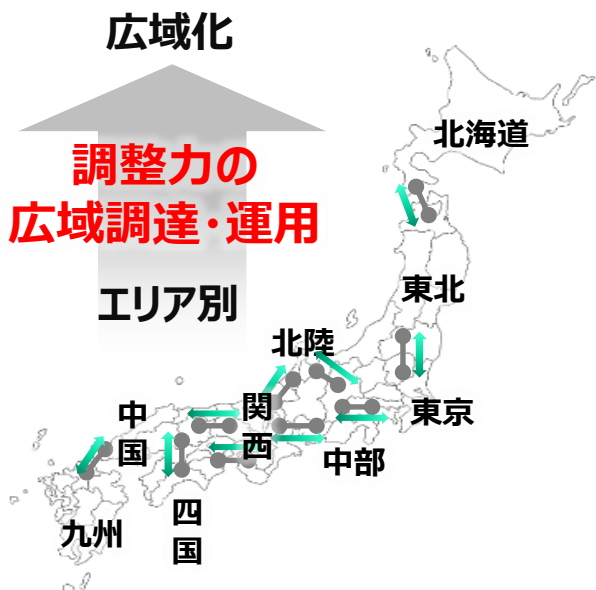 広域化
調整力の
広域調達・運用
エリア別
北海道
東北
北陸
関西
東京
中部
中国
四国
九州